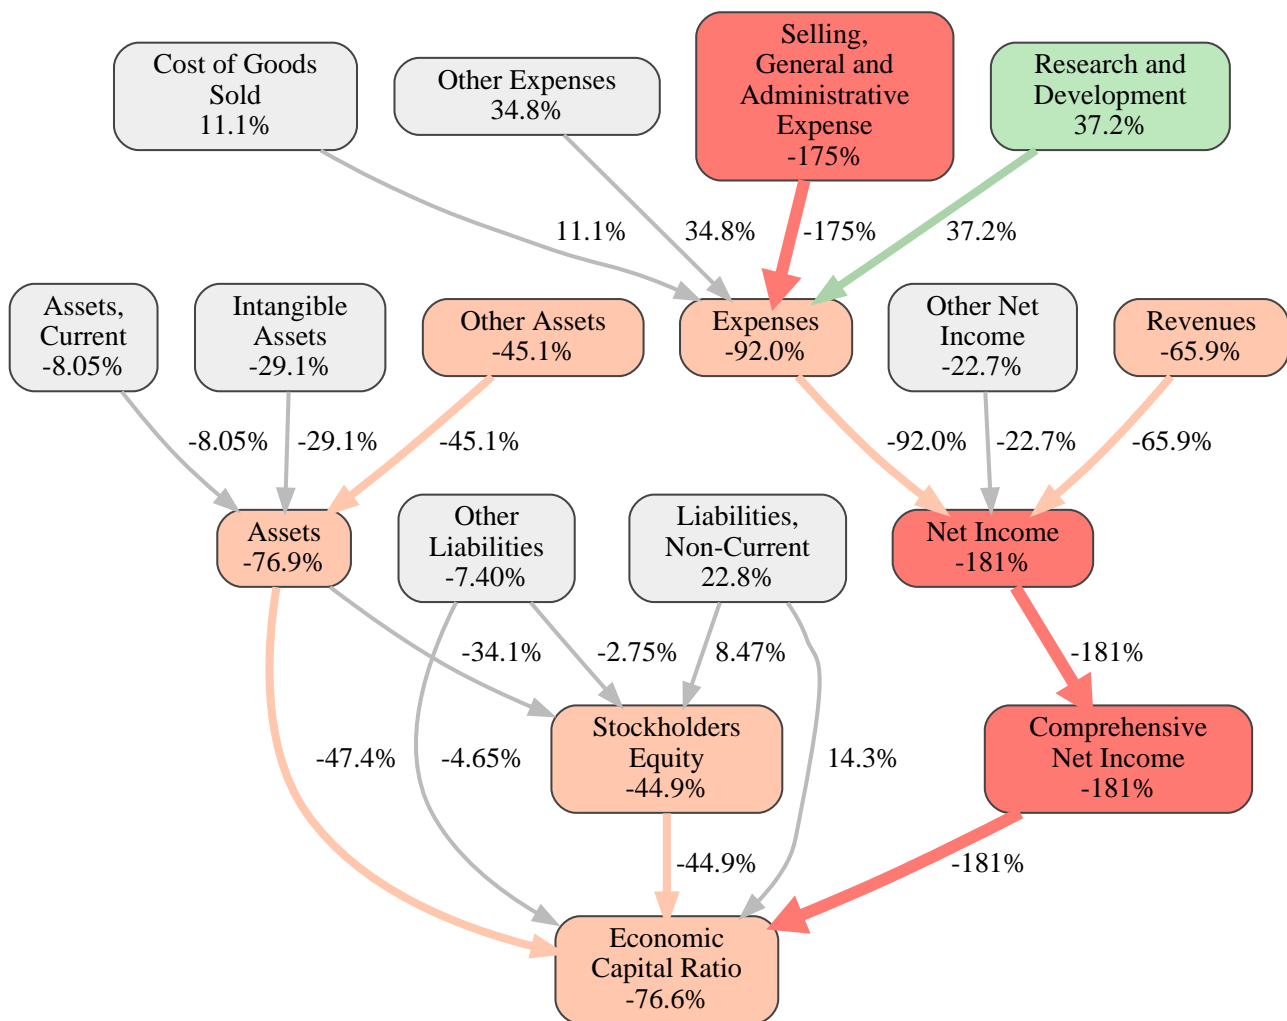 Cost of Goods
Sold
11.1%
Other Expenses
34.8%
Selling,
General and
Administrative
Expense
-175%
Research and
Development
37.2%
11.1%
34.8%
-175%
37.2%
Assets,
Current
-8.05%
Intangible
Assets
-29.1%
Other Assets
-45.1%
Expenses
-92.0%
Other Net
Income
-22.7%
Revenues
-65.9%
-8.05%
-29.1%
-45.1%
-92.0%
-22.7%
-65.9%
Assets
-76.9%
Other
Liabilities
-7.40%
Liabilities,
Non-Current
22.8%
Net Income
-181%
-34.1%
-2.75%
8.47%
-181%
Stockholders
Equity
-44.9%
Comprehensive
Net Income
-181%
-47.4%
-4.65%
14.3%
-44.9%
-181%
Economic
Capital Ratio
-76.6%